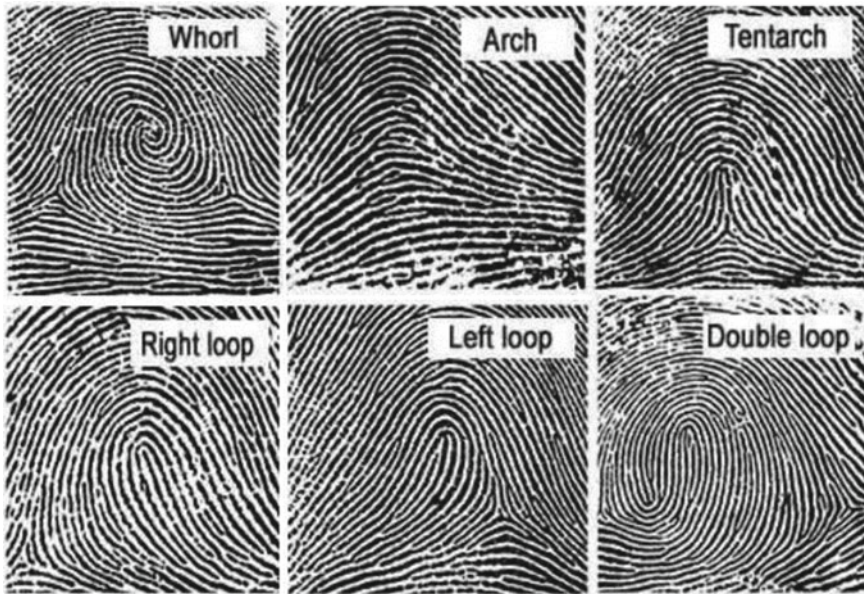 Whorl
Arch
Tentarch
Right loop
Left loop
Double loop